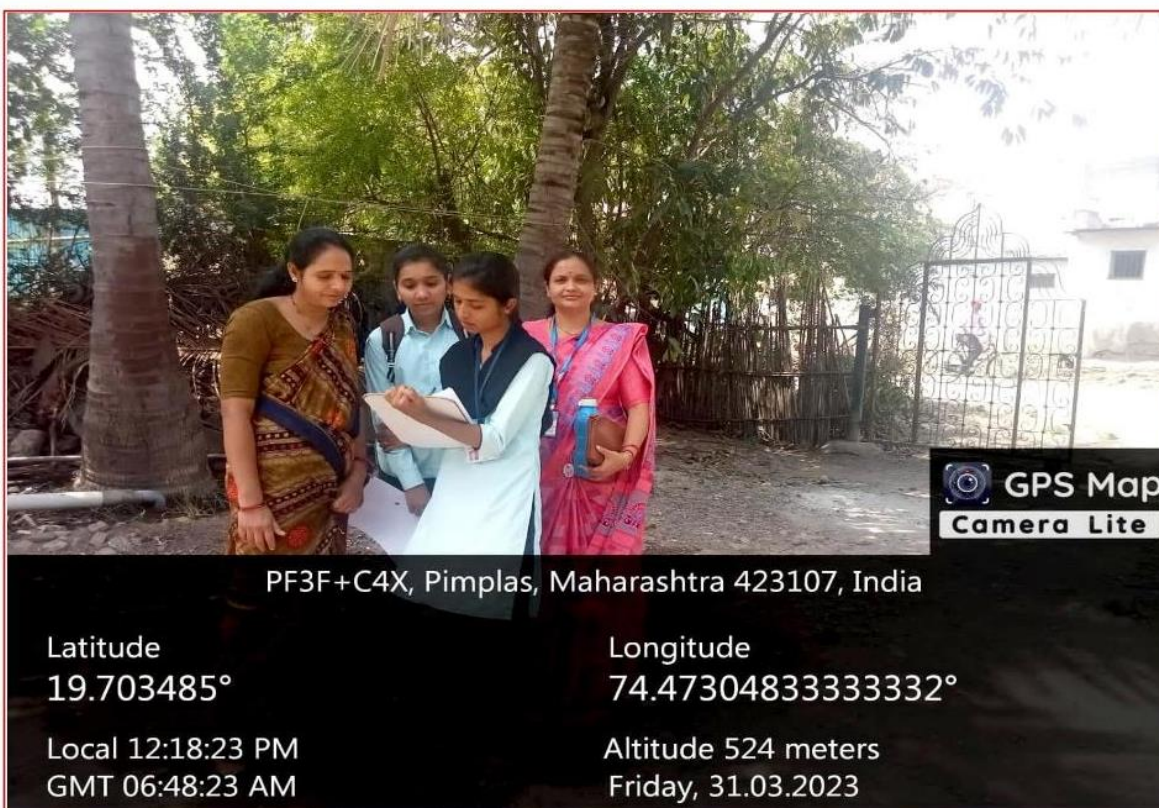 GPS Map
Camera Lite
PF3F+C4X, Pimplas, Maharashtra 423107, India
Latitude
19.703485°
Longitude
74.47304833333332°
Local 12:18:23 PM
GMT 06:48:23 AM
Altitude 524 meters
Friday, 31.03.2023